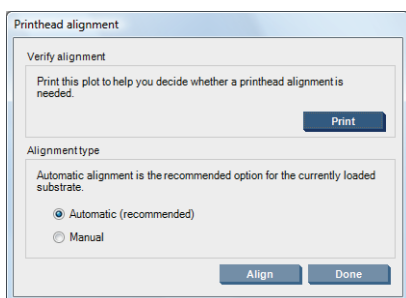 Printhead alignment
Verify alignment
Print this plot to help you decide whether a printhead alignment is
needed.
Print
Alignment type
Automatic alignment is the recommended option for the currently loaded
substrate.
Automatic (recommended)
Manual
Align Done